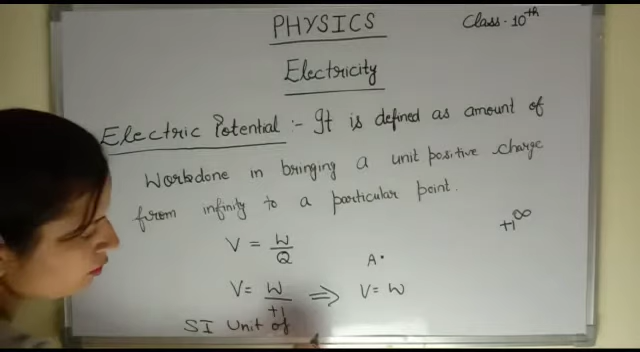 PHYSICS
Class-10th
Electricity
Electric Potential :- It is defined as amount of
Workdone in bringing a unit positive charge
from infinity to a particular point.
+1 ∞
V = W/Q
A•
V = W/+1 ⇒ V = W
SI Unit of